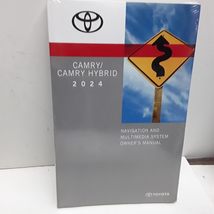 CAMRY/
CAMRY HYBRID
2024
NAVIGATION AND
MULTIMEDIA SYSTEM
OWNER'S MANUAL
TOYOTA